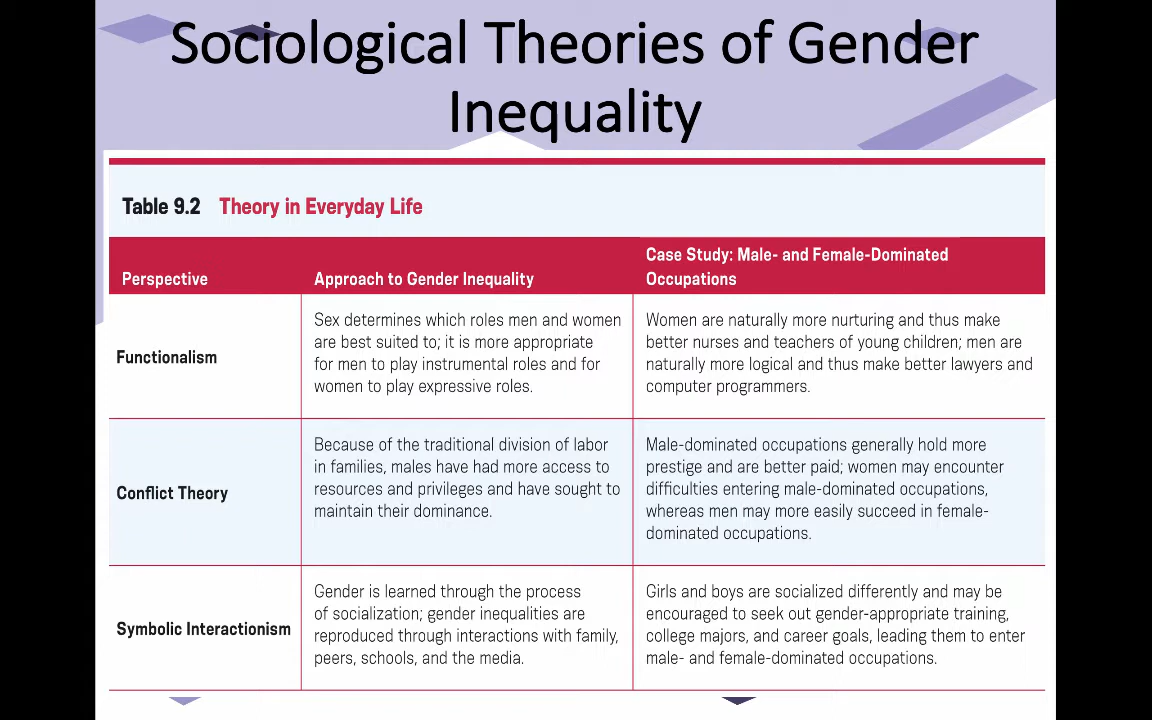 Sociological Theories of Gender
Inequality
Table 9.2 Theory in Everyday Life
Perspective
Approach to Gender Inequality
Case Study: Male- and Female-Dominated
Occupations
Functionalism
Sex determines which roles men and women
are best suited to; it is more appropriate
for men to play instrumental roles and for
women to play expressive roles.
Women are naturally more nurturing and thus make
better nurses and teachers of young children; men are
naturally more logical and thus make better lawyers and
computer programmers.
Conflict Theory
Because of the traditional division of labor
in families, males have had more access to
resources and privileges and have sought to
maintain their dominance.
Male-dominated occupations generally hold more
prestige and are better paid; women may encounter
difficulties entering male-dominated occupations,
whereas men may more easily succeed in female-
dominated occupations.
Symbolic Interactionism
Gender is learned through the process
of socialization; gender inequalities are
reproduced through interactions with family,
peers, schools, and the media.
Girls and boys are socialized differently and may be
encouraged to seek out gender-appropriate training,
college majors, and career goals, leading them to enter
male- and female-dominated occupations.